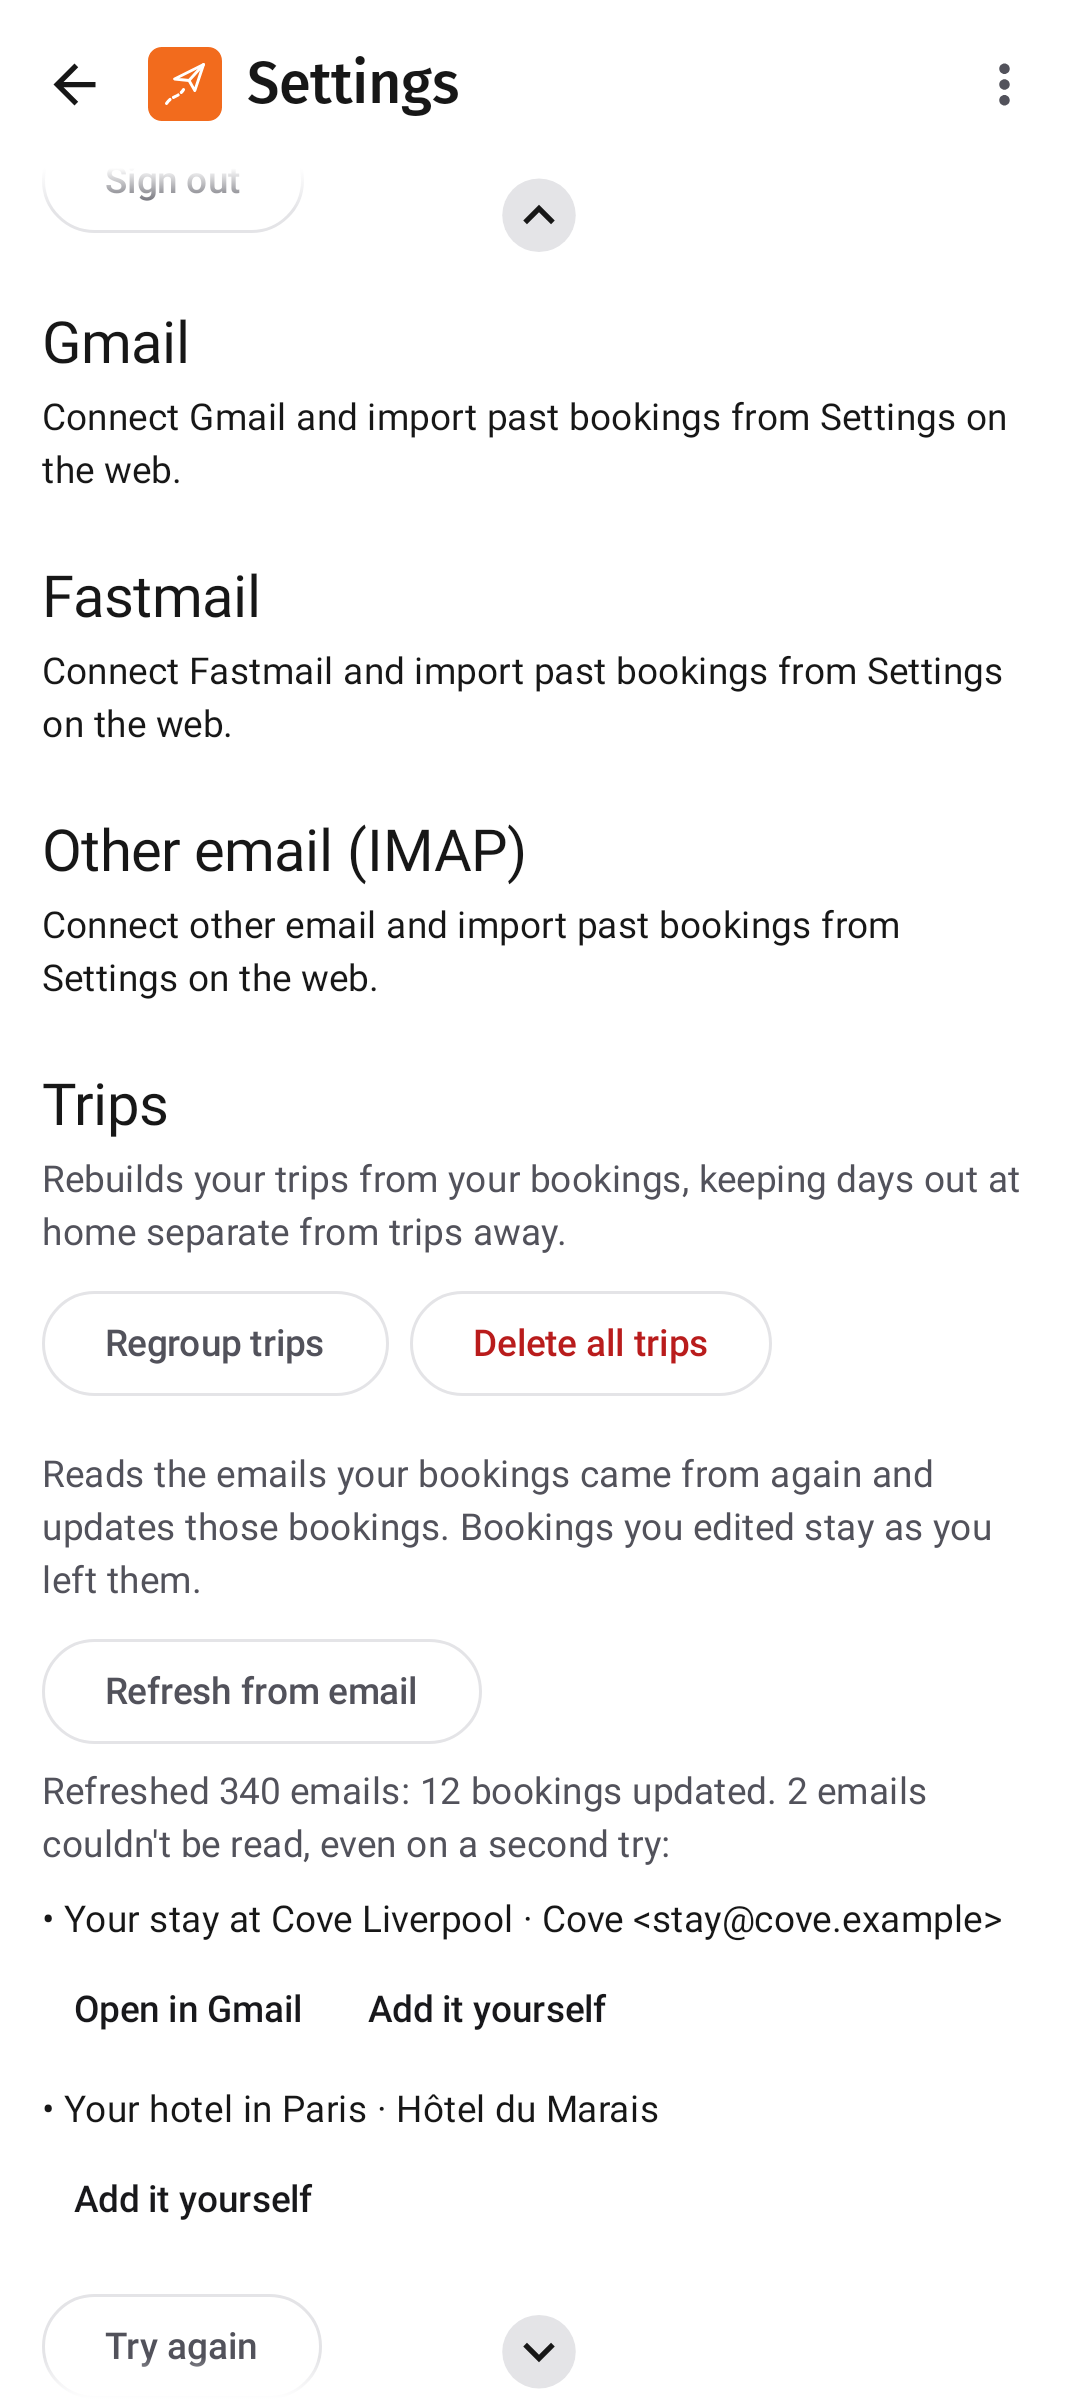 Settings
Sign out
Gmail
Connect Gmail and import past bookings from Settings on
the web.
Fastmail
Connect Fastmail and import past bookings from Settings
on the web.
Other email (IMAP)
Connect other email and import past bookings from
Settings on the web.
Trips
Rebuilds your trips from your bookings, keeping days out at
home separate from trips away.
Regroup trips Delete all trips
Reads the emails your bookings came from again and
updates those bookings. Bookings you edited stay as you
left them.
Refresh from email
Refreshed 340 emails: 12 bookings updated. 2 emails
couldn't be read, even on a second try:
• Your stay at Cove Liverpool · Cove <stay@cove.example>
Open in Gmail Add it yourself
• Your hotel in Paris · Hôtel du Marais
Add it yourself
Try again